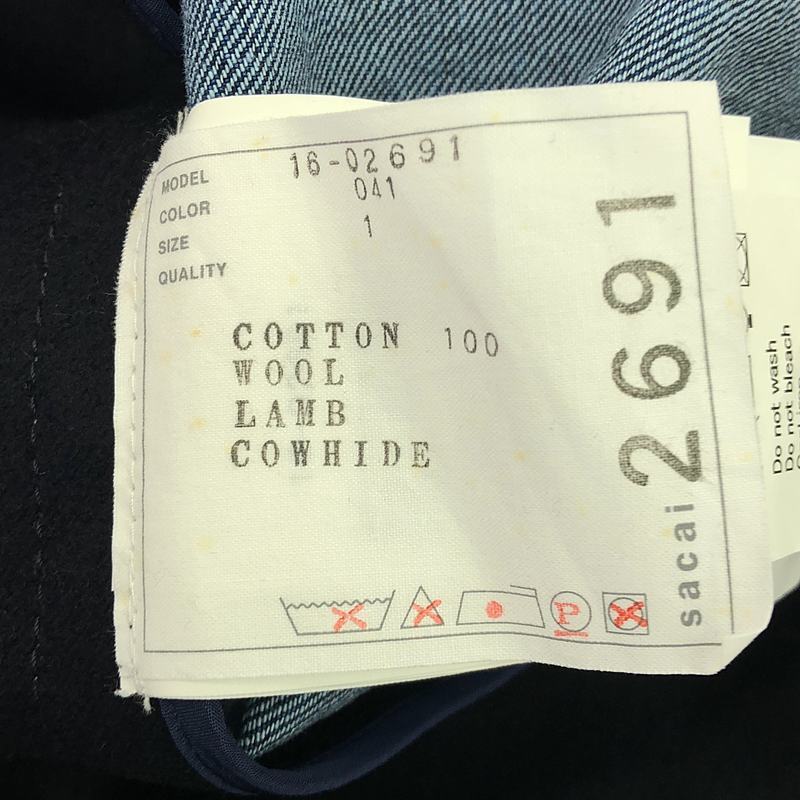 MODEL 16-02691
COLOR 041
SIZE 1
QUALITY
COTTON 100
WOOL
LAMB
COWHIDE
P
sacai 2691
Do not wash
Do not bleach